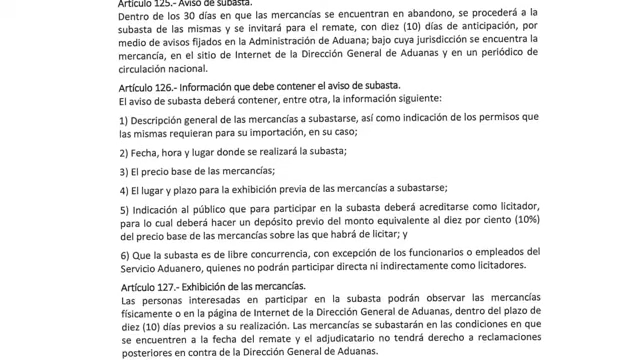 Artículo 125.- Aviso de subasta.
Dentro de los 30 días en que las mercancías se encuentran en abandono, se procederá a la
subasta de las mismas y se invitará para el remate, con diez (10) días de anticipación, por
medio de avisos fijados en la Administración de Aduana; bajo cuya jurisdicción se encuentra la
mercancía, en el sitio de Internet de la Dirección General de Aduanas y en un periódico de
circulación nacional.
Artículo 126.- Información que debe contener el aviso de subasta.
El aviso de subasta deberá contener, entre otra, la información siguiente:
1) Descripción general de las mercancías a subastarse, así como indicación de los permisos que
las mismas requieran para su importación, en su caso;
2) Fecha, hora y lugar donde se realizará la subasta;
3) El precio base de las mercancías;
4) El lugar y plazo para la exhibición previa de las mercancías a subastarse;
5) Indicación al público que para participar en la subasta deberá acreditarse como licitador,
para lo cual deberá hacer un depósito previo del monto equivalente al diez por ciento (10%)
del precio base de las mercancías sobre las que habrá de licitar; y
6) Que la subasta es de libre concurrencia, con excepción de los funcionarios o empleados del
Servicio Aduanero, quienes no podrán participar directa ni indirectamente como licitadores.
Artículo 127.- Exhibición de las mercancías.
Las personas interesadas en participar en la subasta podrán observar las mercancías
físicamente o en la página de Internet de la Dirección General de Aduanas, dentro del plazo de
diez (10) días previos a su realización. Las mercancías se subastarán en las condiciones en que
se encuentren a la fecha del remate y el adjudicatario no tendrá derecho a reclamaciones
posteriores en contra de la Dirección General de Aduanas.